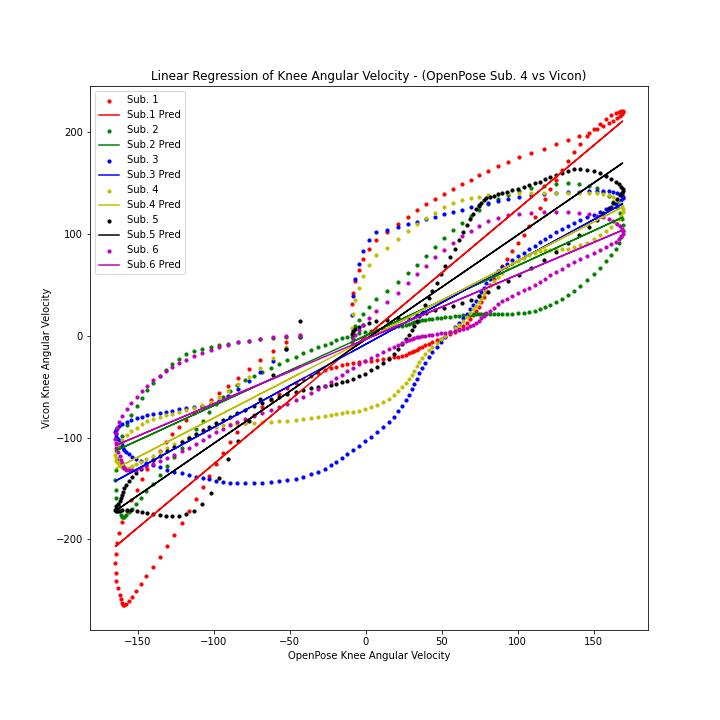 Linear Regression of Knee Angular Velocity - (OpenPose Sub. 4 vs Vicon)
Sub. 1
Sub.1 Pred
Sub. 2
Sub.2 Pred
Sub. 3
Sub.3 Pred
Sub. 4
Sub.4 Pred
Sub. 5
Sub.5 Pred
Sub. 6
Sub.6 Pred
Vicon Knee Angular Velocity
200
100
0
−100
−200
−150 −100 −50 0 50 100 150
OpenPose Knee Angular Velocity